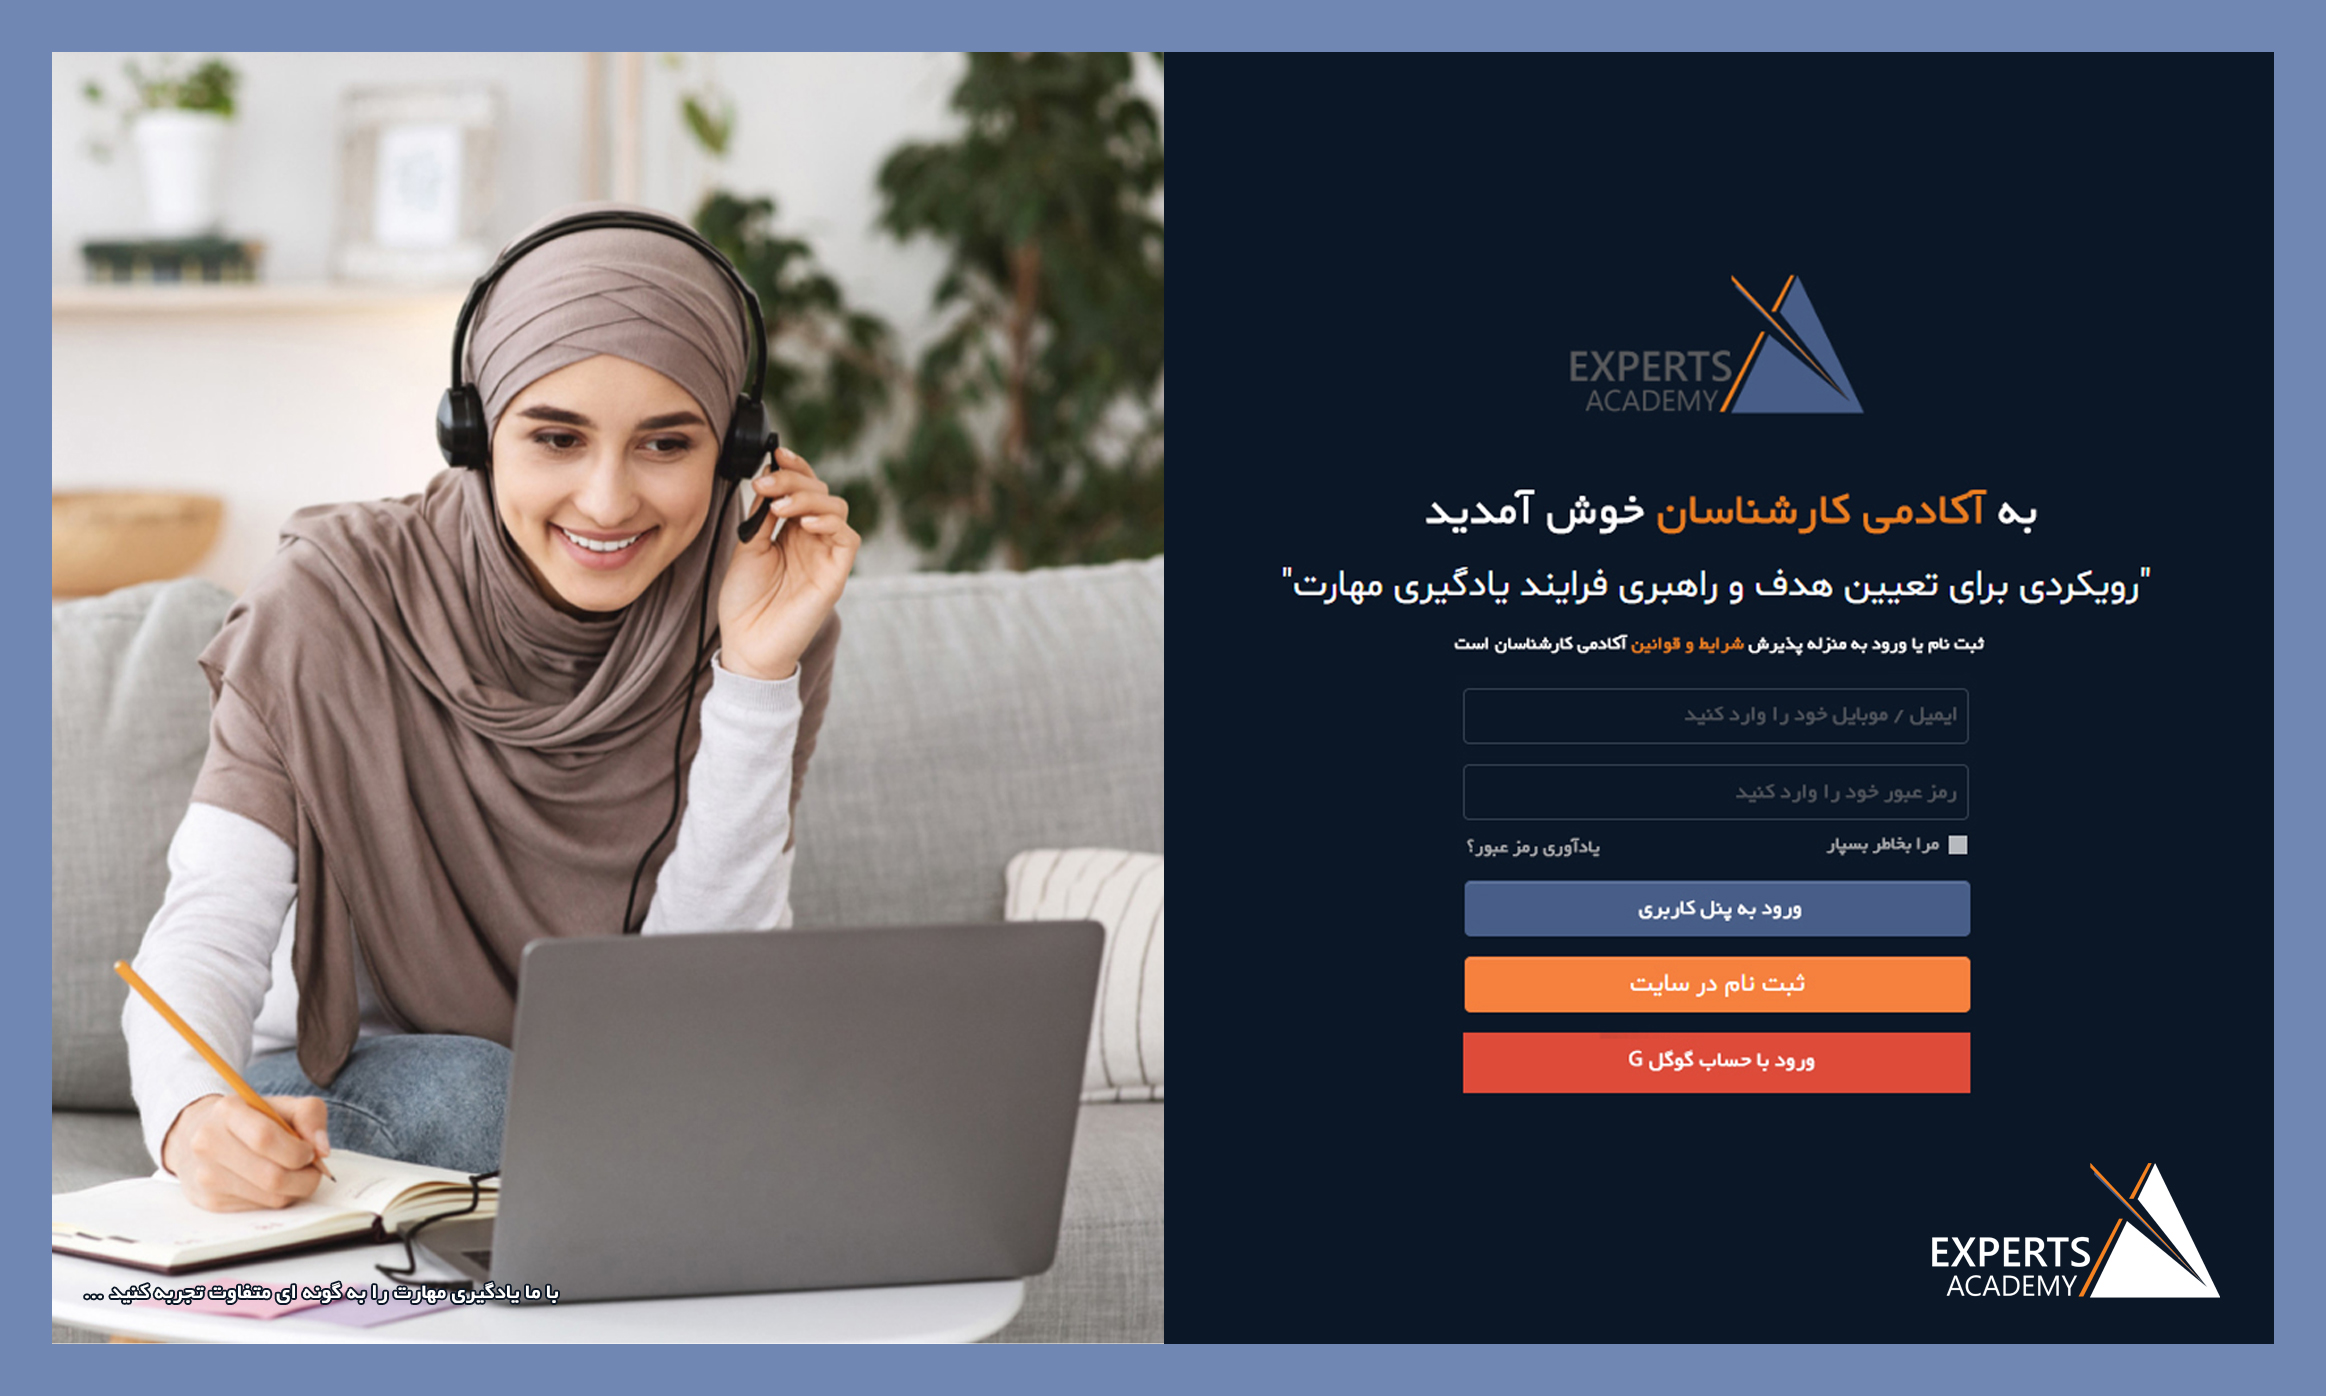 EXPERTS
ACADEMY
به آکادمی کارشناسان خوش آمدید
"رویکردی برای تعیین هدف و راهبری فرایند یادگیری مهارت"
ثبت نام یا ورود به منزله پذیرش شرایط و قوانین آکادمی کارشناسان است
ایمیل / موبایل خود را وارد کنید
رمز عبور خود را وارد کنید
مرا بخاطر بسپار
یادآوری رمز عبور؟
ورود به پنل کاربری
ثبت نام در سایت
ورود با حساب گوگل G
EXPERTS
ACADEMY
با ما یادگیری مهارت را به گونه ای متفاوت تجربه کنید ...